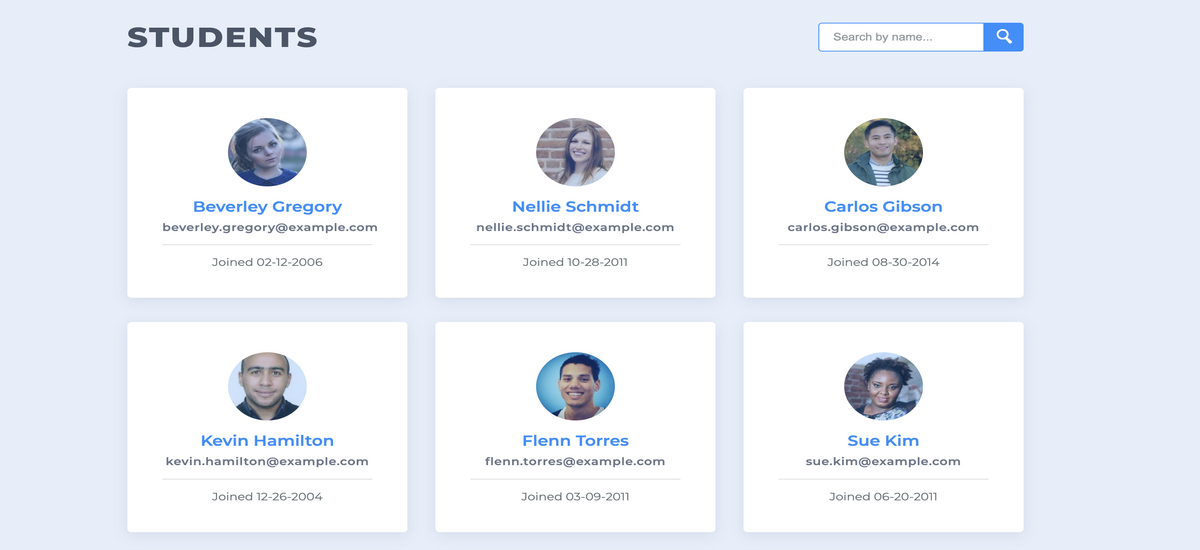 STUDENTS
Search by name...
Beverley Gregory
beverley.gregory@example.com
Joined 02-12-2006
Nellie Schmidt
nellie.schmidt@example.com
Joined 10-28-2011
Carlos Gibson
carlos.gibson@example.com
Joined 08-30-2014
Kevin Hamilton
kevin.hamilton@example.com
Joined 12-26-2004
Flenn Torres
flenn.torres@example.com
Joined 03-09-2011
Sue Kim
sue.kim@example.com
Joined 06-20-2011